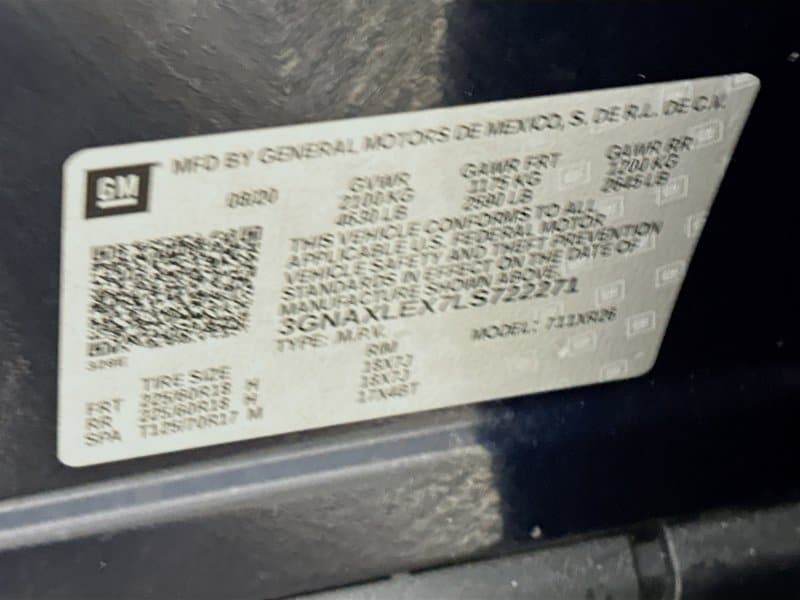 GM MFD BY GENERAL MOTORS DE MEXICO, S. DE R.L. DE C.V.
08/20 GVWR GAWR FRT GAWR RR
2100 KG 1175 KG 1200 KG
4630 LB 2590 LB 2645 LB
THIS VEHICLE CONFORMS TO ALL
APPLICABLE U.S. FEDERAL MOTOR
VEHICLE SAFETY AND THEFT PREVENTION
STANDARDS IN EFFECT ON THE DATE OF
MANUFACTURE SHOWN ABOVE.
3GNAXLEX7LS722271
TYPE: M.P.V. MODEL: 711XR26
TIRE SIZE RIM
FRT 225/60R18 H 18X7J
RR 225/60R18 H 18X7J
SPA T125/70R17 M 17X4BT